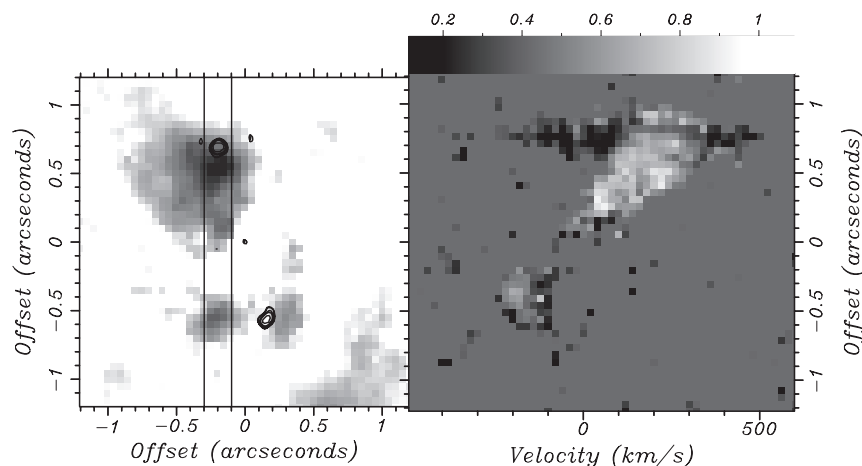 0.2 0.4 0.6 0.8 1
1 0.5 0 −0.5 −1
Offset (arcseconds)
−1 −0.5 0 0.5 1
Offset (arcseconds)
0 500
Velocity (km/s)
1 0.5 0 −0.5 −1
Offset (arcseconds)